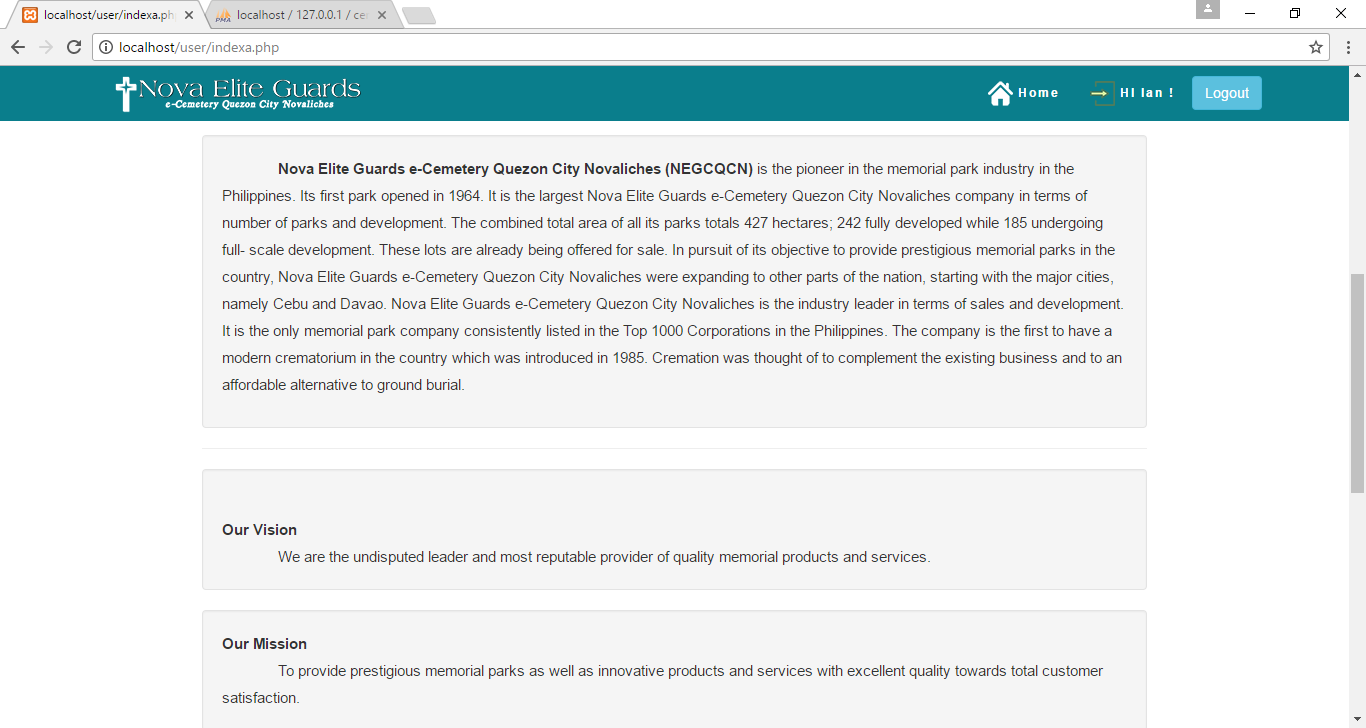 localhost/user/indexa.ph
localhost / 127.0.0.1 / ce
localhost/user/indexa.php
Nova Elite Guards
e-Cemetery Quezon City Novaliches
Home
HI Ian !
Logout
Nova Elite Guards e-Cemetery Quezon City Novaliches (NEGCQCN) is the pioneer in the memorial park industry in the
Philippines. Its first park opened in 1964. It is the largest Nova Elite Guards e-Cemetery Quezon City Novaliches company in terms of
number of parks and development. The combined total area of all its parks totals 427 hectares; 242 fully developed while 185 undergoing
full- scale development. These lots are already being offered for sale. In pursuit of its objective to provide prestigious memorial parks in the
country, Nova Elite Guards e-Cemetery Quezon City Novaliches were expanding to other parts of the nation, starting with the major cities,
namely Cebu and Davao. Nova Elite Guards e-Cemetery Quezon City Novaliches is the industry leader in terms of sales and development.
It is the only memorial park company consistently listed in the Top 1000 Corporations in the Philippines. The company is the first to have a
modern crematorium in the country which was introduced in 1985. Cremation was thought of to complement the existing business and to an
affordable alternative to ground burial.
Our Vision
We are the undisputed leader and most reputable provider of quality memorial products and services.
Our Mission
To provide prestigious memorial parks as well as innovative products and services with excellent quality towards total customer
satisfaction.